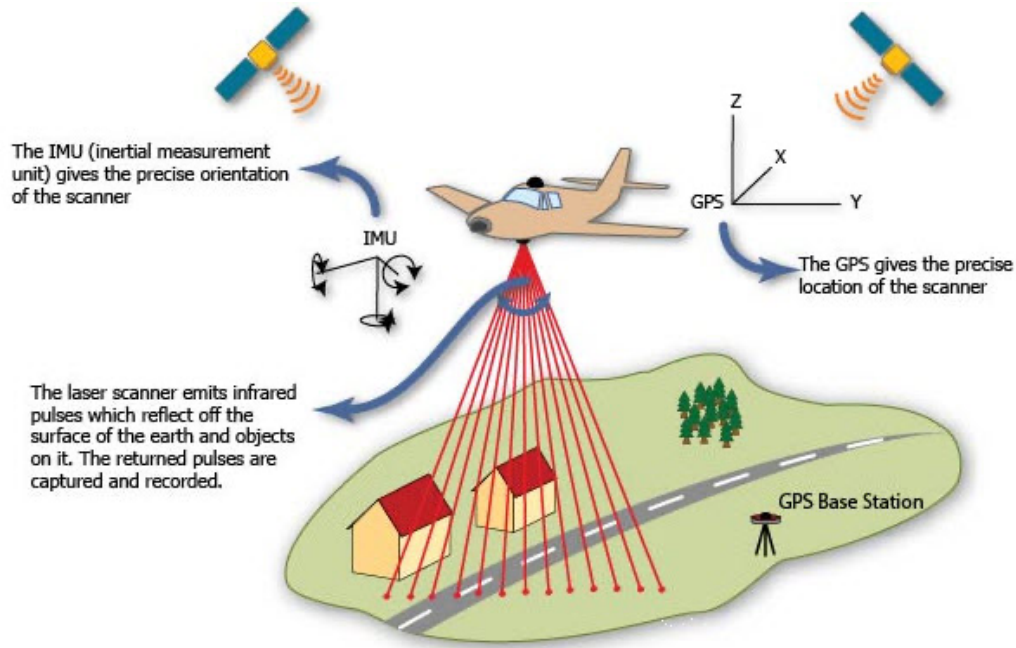 The IMU (inertial measurement
unit) gives the precise orientation
of the scanner
IMU
Z
X
GPS
Y
The GPS gives the precise
location of the scanner
The laser scanner emits infrared
pulses which reflect off the
surface of the earth and objects
on it. The returned pulses are
captured and recorded.
GPS Base Station